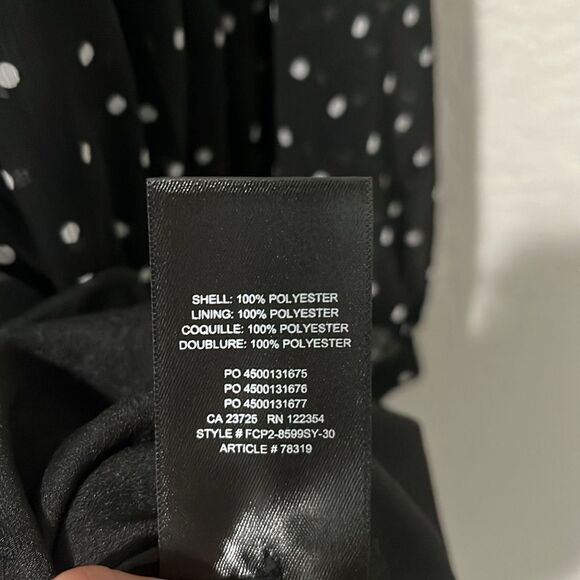 SHELL: 100% POLYESTER
LINING: 100% POLYESTER
COQUILLE: 100% POLYESTER
DOUBLURE: 100% POLYESTER
PO 4500131675
PO 4500131676
PO 4500131677
CA 23725 RN 122354
STYLE # FCP2-8599SY-30
ARTICLE # 78319